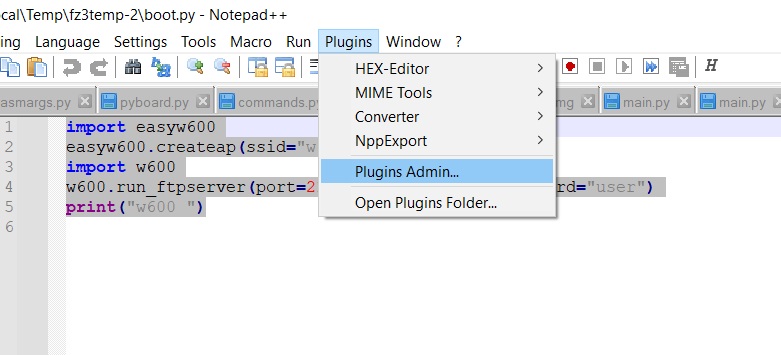 ocal\Temp\fz3temp-2\boot.py - Notepad++
ing Language Settings Tools Macro Run Plugins Window ?
HEX-Editor
MIME Tools
Converter
NppExport
Plugins Admin...
Open Plugins Folder...
H
asmargs.py pyboard.py commands.py mg main.py main.py
1 import easyw600
2 easyw600.createap(ssid="w
3 import w600
4 w600.run_ftpserver(port=2 rd="user")
5 print("w600 ")
6